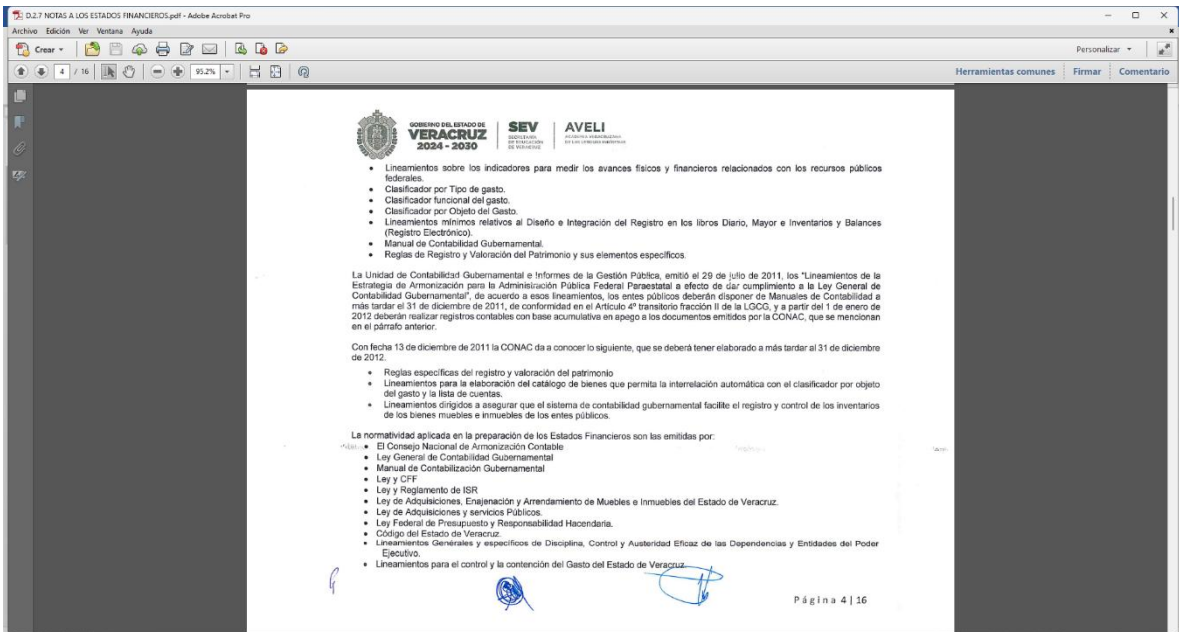 D.2.7 NOTAS A LOS ESTADOS FINANCIEROS.pdf - Adobe Acrobat Pro
Archivo Edición Ver Ventana Ayuda
Crear
Personalizar
4 / 16
95.2%
Herramientas comunes Firmar Comentario
GOBIERNO DEL ESTADO DE
VERACRUZ
2024 - 2030
SEV
SECRETARÍA
DE EDUCACIÓN
DE VERACRUZ
AVELI
ACADEMIA VERACRUZANA
DE LAS LENGUAS INDÍGENAS
• Lineamientos sobre los indicadores para medir los avances físicos y financieros relacionados con los recursos públicos
federales.
• Clasificador por Tipo de gasto.
• Clasificador funcional del gasto.
• Clasificador por Objeto del Gasto.
• Lineamientos mínimos relativos al Diseño e Integración del Registro en los libros Diario, Mayor e Inventarios y Balances
(Registro Electrónico).
• Manual de Contabilidad Gubernamental.
• Reglas de Registro y Valoración del Patrimonio y sus elementos específicos.
La Unidad de Contabilidad Gubernamental e Informes de la Gestión Pública, emitió el 29 de julio de 2011, los "Lineamientos de la
Estrategia de Armonización para la Administración Pública Federal Paraestatal a efecto de dar cumplimiento a la Ley General de
Contabilidad Gubernamental", de acuerdo a esos lineamientos, los entes públicos deberán disponer de Manuales de Contabilidad a
más tardar el 31 de diciembre de 2011, de conformidad en el Artículo 4º transitorio fracción II de la LGCG, y a partir del 1 de enero de
2012 deberán realizar registros contables con base acumulativa en apego a los documentos emitidos por la CONAC, que se mencionan
en el párrafo anterior.
Con fecha 13 de diciembre de 2011 la CONAC da a conocer lo siguiente, que se deberá tener elaborado a más tardar al 31 de diciembre
de 2012.
• Reglas específicas del registro y valoración del patrimonio
• Lineamientos para la elaboración del catálogo de bienes que permita la interrelación automática con el clasificador por objeto
del gasto y la lista de cuentas.
• Lineamientos dirigidos a asegurar que el sistema de contabilidad gubernamental facilite el registro y control de los inventarios
de los bienes muebles e inmuebles de los entes públicos.
La normatividad aplicada en la preparación de los Estados Financieros son las emitidas por:
• El Consejo Nacional de Armonización Contable
• Ley General de Contabilidad Gubernamental
• Manual de Contabilización Gubernamental
• Ley y CFF
• Ley y Reglamento de ISR
• Ley de Adquisiciones, Enajenación y Arrendamiento de Muebles e Inmuebles del Estado de Veracruz.
• Ley de Adquisiciones y servicios Públicos.
• Ley Federal de Presupuesto y Responsabilidad Hacendaria.
• Código del Estado de Veracruz.
• Lineamientos Generales y específicos de Disciplina, Control y Austeridad Eficaz de las Dependencias y Entidades del Poder
Ejecutivo.
• Lineamientos para el control y la contención del Gasto del Estado de Veracruz.
Página 4| 16